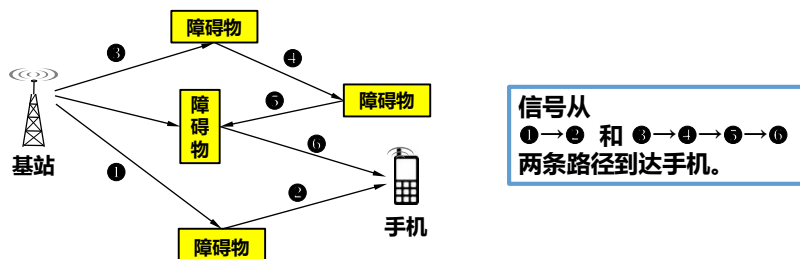 障碍物
❸
❹
❺
障碍物
障
碍
物
❻
基站
❶
❷
手机
障碍物
信号从
❶→❷ 和 ❸→❹→❺→❻
两条路径到达手机。